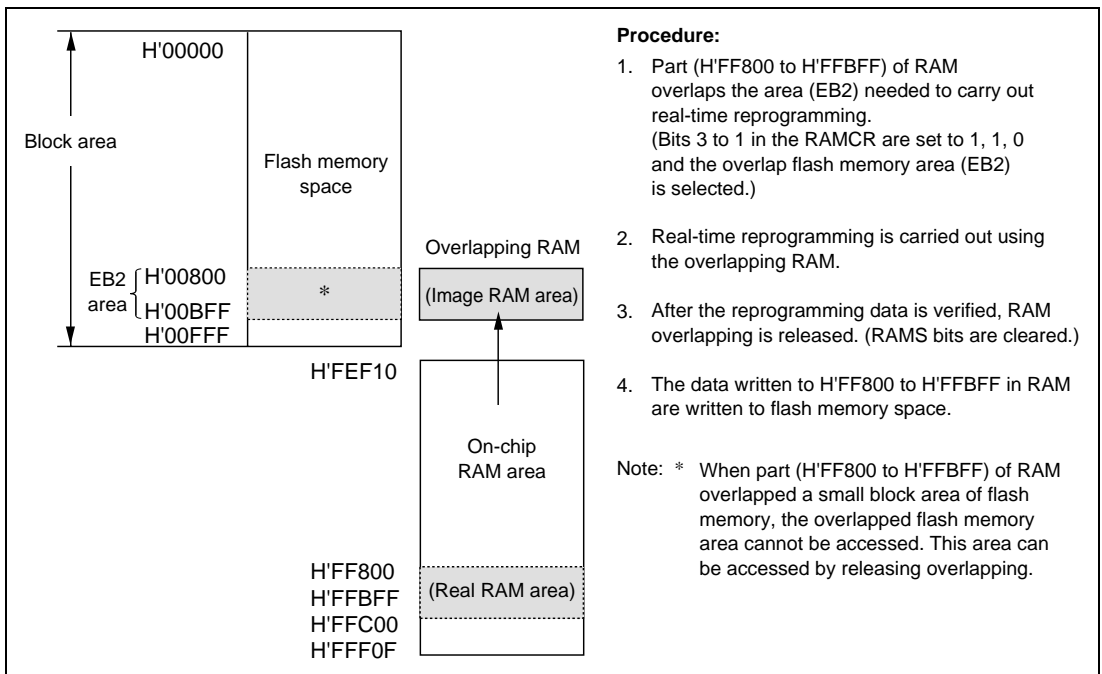 H'00000
Block area
Flash memory
space
EB2
area
H'00800
H'00BFF
H'00FFF
*
Overlapping RAM
(Image RAM area)
H'FEF10
On-chip
RAM area
H'FF800
H'FFBFF
H'FFC00
H'FFF0F
(Real RAM area)
Procedure:
1. Part (H'FF800 to H'FFBFF) of RAM
overlaps the area (EB2) needed to carry out
real-time reprogramming.
(Bits 3 to 1 in the RAMCR are set to 1, 1, 0
and the overlap flash memory area (EB2)
is selected.)
2. Real-time reprogramming is carried out using
the overlapping RAM.
3. After the reprogramming data is verified, RAM
overlapping is released. (RAMS bits are cleared.)
4. The data written to H'FF800 to H'FFBFF in RAM
are written to flash memory space.
Note: * When part (H'FF800 to H'FFBFF) of RAM
overlapped a small block area of flash
memory, the overlapped flash memory
area cannot be accessed. This area can
be accessed by releasing overlapping.